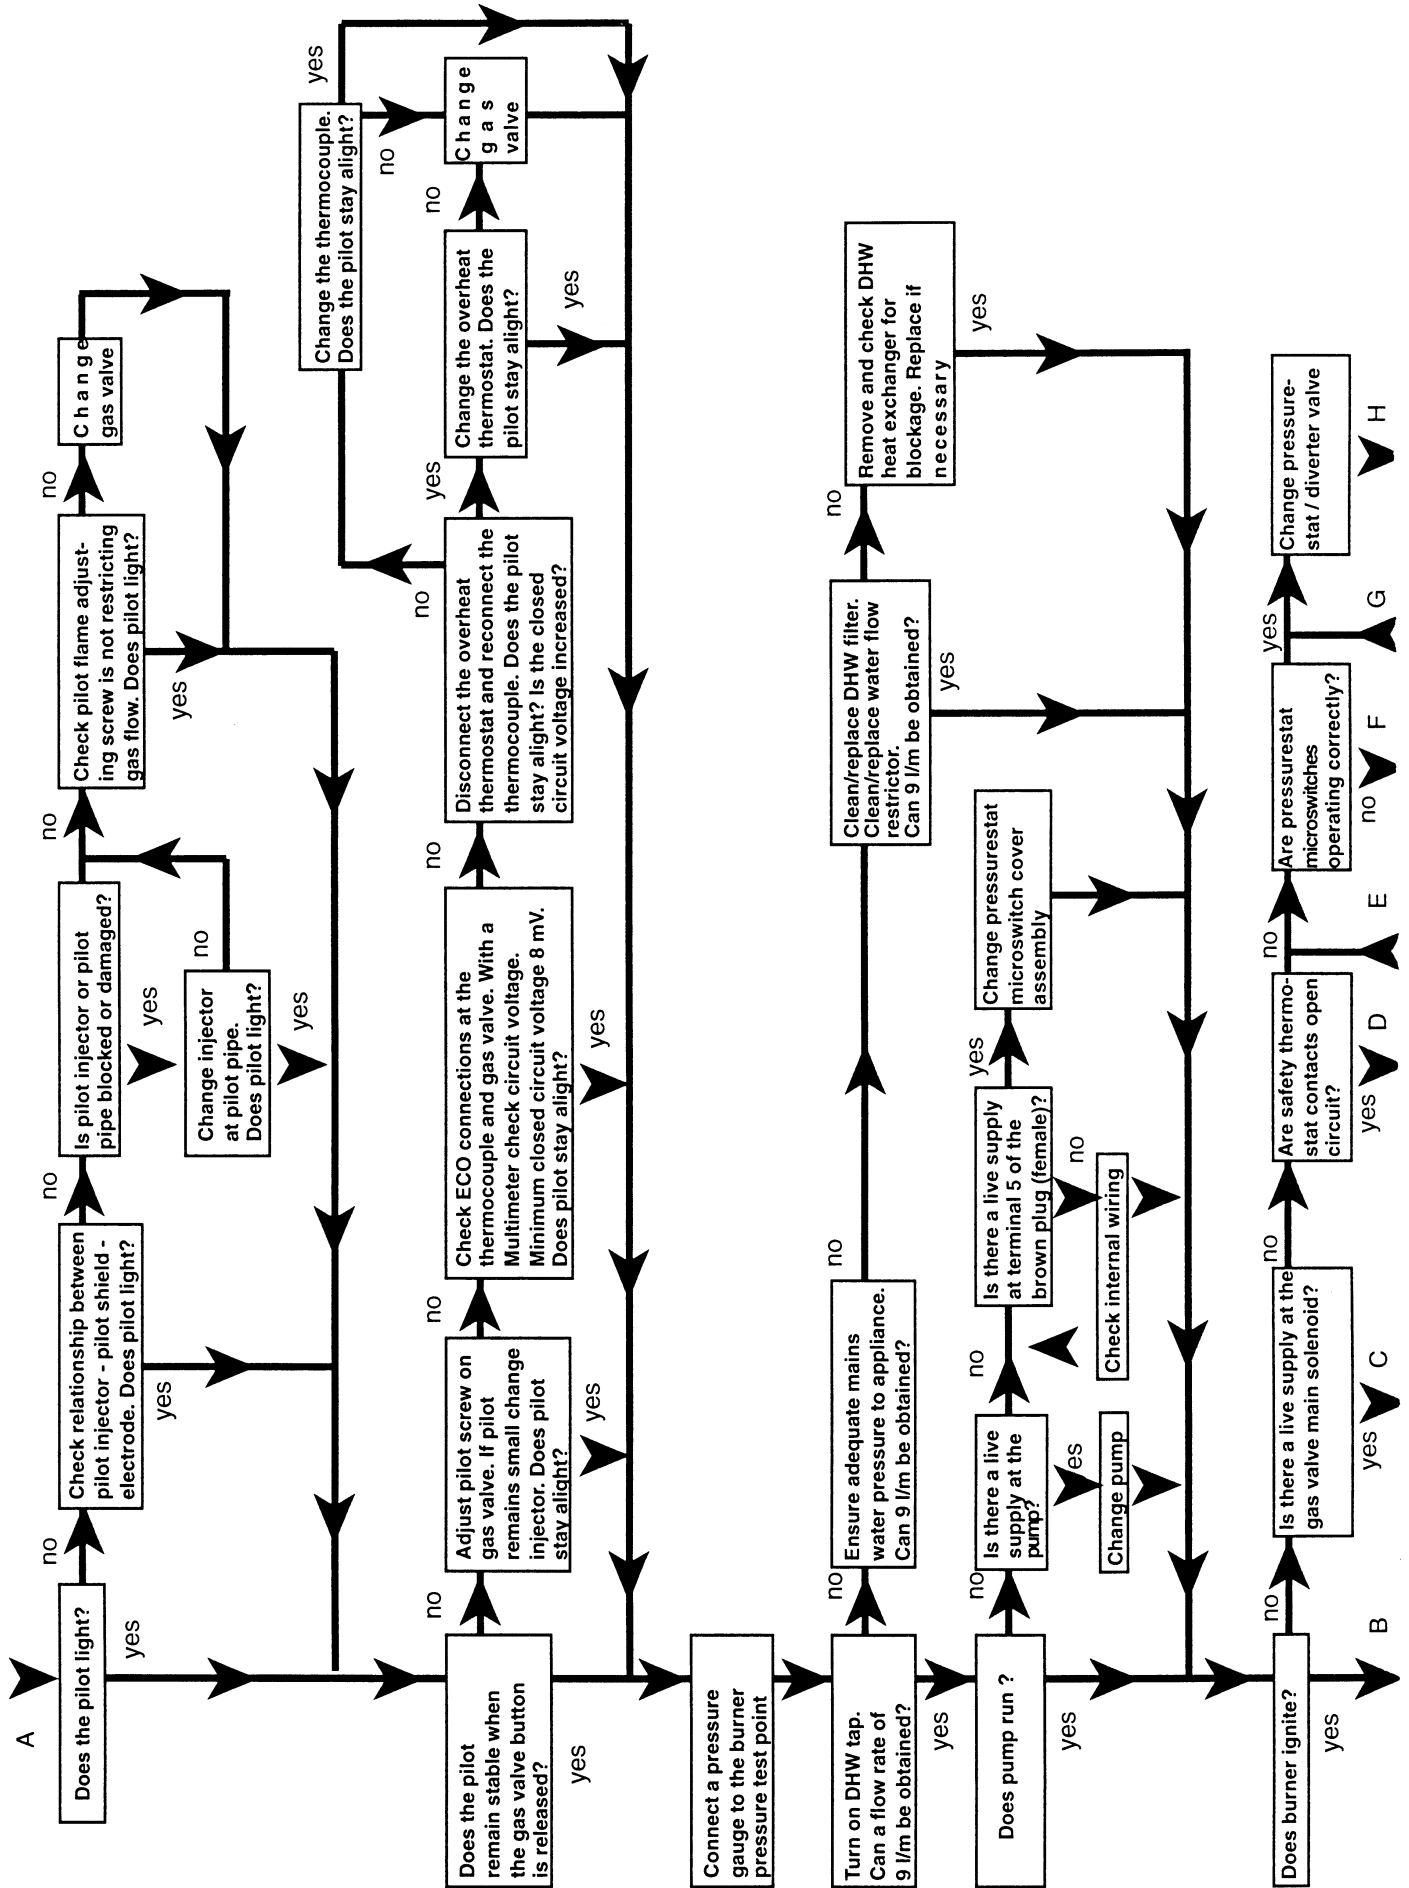 A
Does the pilot light?
yes
no
Check relationship between
pilot injector - pilot shield -
electrode. Does pilot light?
yes
no
Is pilot injector or pilot
pipe blocked or damaged?
yes
Change injector
at pilot pipe.
Does pilot light?
yes
no
no
Check pilot flame adjust-
ing screw is not restricting
gas flow. Does pilot light?
yes
no
Change
gas valve
Does the pilot
remain stable when
the gas valve button
is released?
yes
no
Adjust pilot screw on
gas valve. If pilot
remains small change
injector. Does pilot
stay alight?
yes
no
Check ECO connections at the
thermocouple and gas valve. With a
Multimeter check circuit voltage.
Minimum closed circuit voltage 8 mV.
Does pilot stay alight?
yes
no
Disconnect the overheat
thermostat and reconnect the
thermocouple. Does the pilot
stay alight? Is the closed
circuit voltage increased?
no
yes
Change the thermocouple.
Does the pilot stay alight?
yes
no
Change the overheat
thermostat. Does the
pilot stay alight?
yes
no
Change
gas
valve
Connect a pressure
gauge to the burner
pressure test point
Turn on DHW tap.
Can a flow rate of
9 l/m be obtained?
yes
no
Ensure adequate mains
water pressure to appliance.
Can 9 l/m be obtained?
no
Clean/replace DHW filter.
Clean/replace water flow
restrictor.
Can 9 l/m be obtained?
yes
no
Remove and check DHW
heat exchanger for
blockage. Replace if
necessary
yes
Does pump run ?
yes
no
Is there a live
supply at the
pump?
yes
Change pump
no
Is there a live supply
at terminal 5 of the
brown plug (female)?
no
Check internal wiring
yes
Change pressurestat
microswitch cover
assembly
Does burner ignite?
yes
B
no
Is there a live supply at the
gas valve main solenoid?
yes
C
no
Are safety thermo-
stat contacts open
circuit?
yes
D
no
E
Are pressurestat
microswitches
operating correctly?
no
F
yes
G
Change pressure-
stat / diverter valve
H